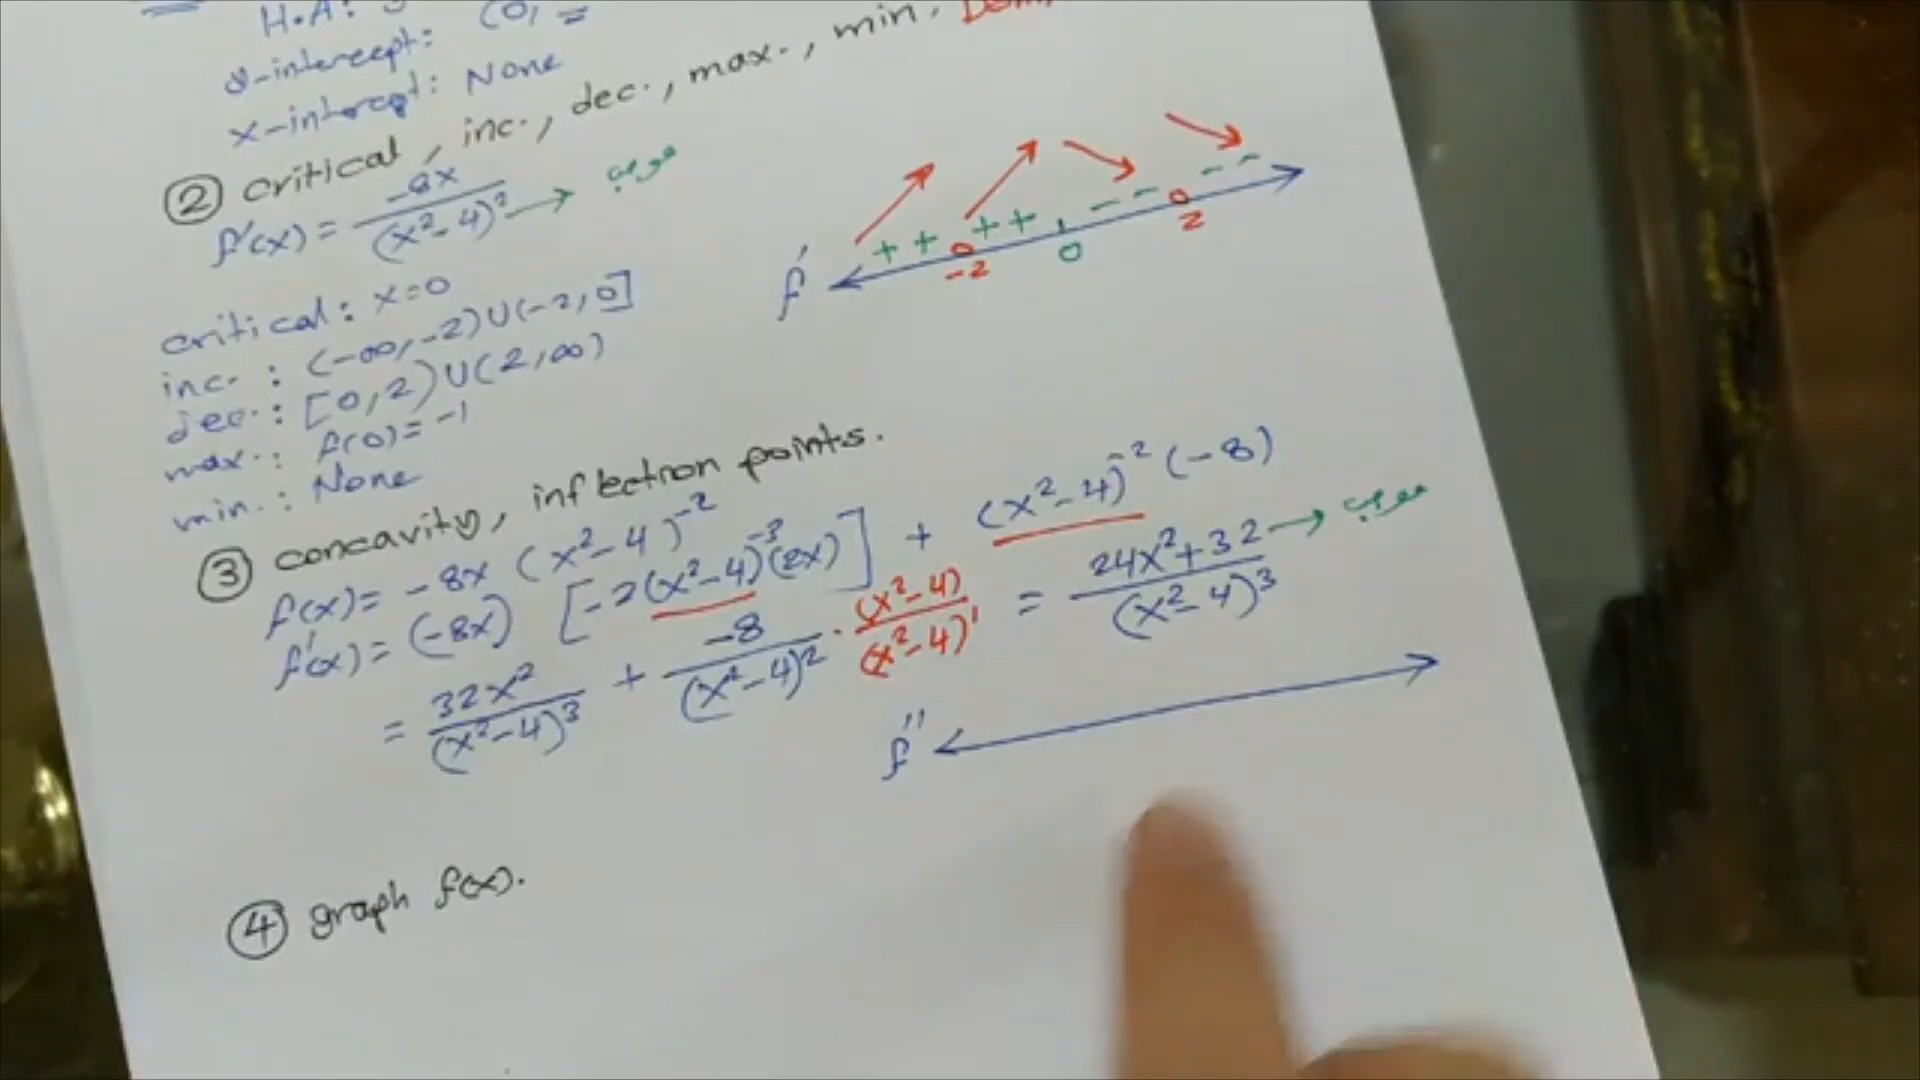 H.A:
y-intercept: (0,
x-intercept: None
② critical, inc., dec., max., min.
f'(x) = -8x / (x²-4)² → موجب
critical: x=0
inc. : (-∞,-2)∪(-2,0]
dec.: [0,2)∪(2,∞)
max.: f(0)=-1
min.: None
f' + + -2 + + 0 - - 2 - -
③ concavity, inflection points.
f(x)= -8x (x²-4)⁻²
f'(x)= (-8x) [-2(x²-4)⁻³(2x)] + (x²-4)⁻²(-8)
= 32x² / (x²-4)³ + -8 / (x²-4)² · (x²-4) / (x²-4)¹ = 24x²+32 / (x²-4)³ → موجب
f''
④ graph f(x).